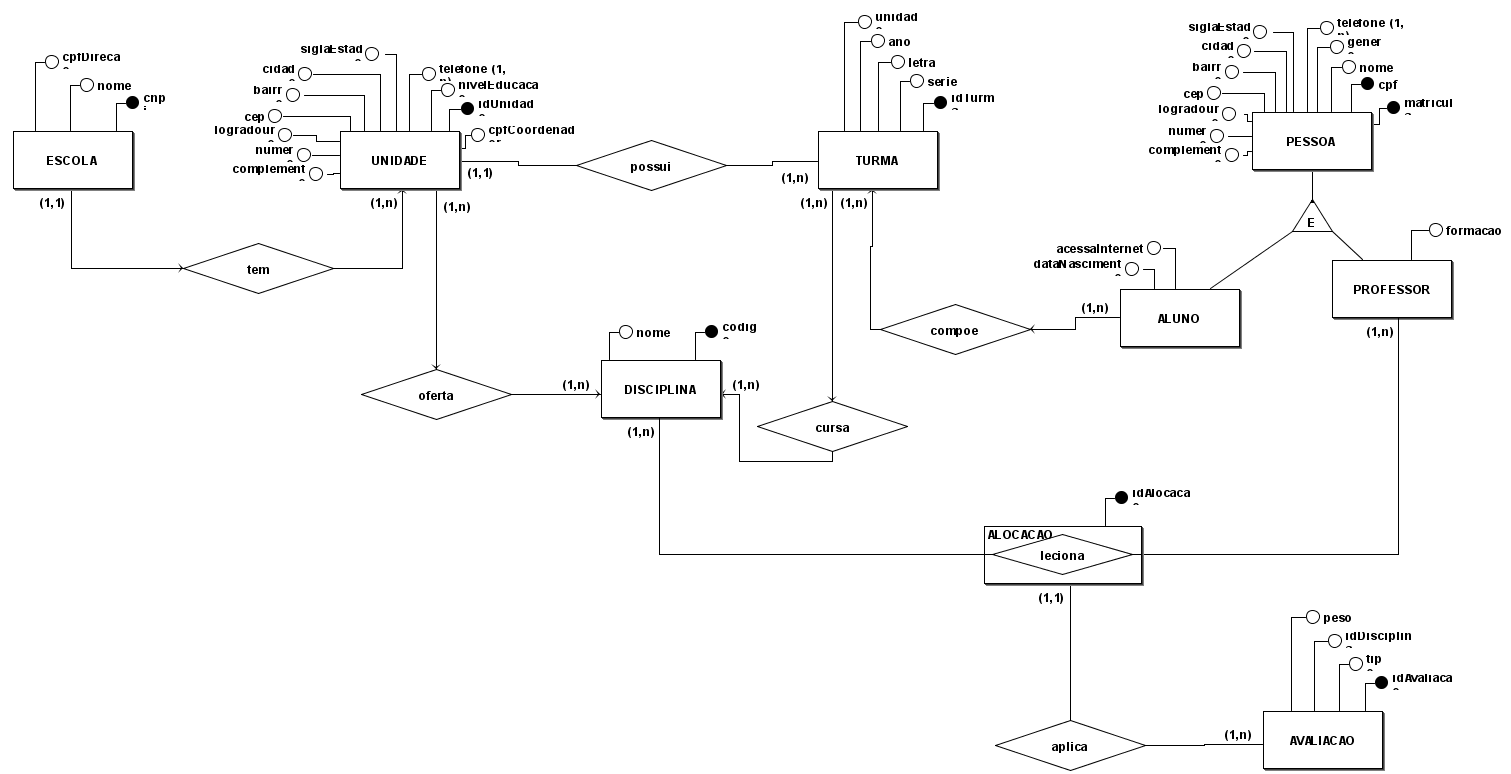 cpfDireca
nome
cnp
ESCOLA
(1,1)
tem
siglaEstad
cidad
bairr
cep
logradour
numer
complement
telefone (1,
n)
nivelEducaca
idUnidad
cpfCoordenad
UNIDADE
(1,1)
(1,n)
(1,n)
possui
unidad
ano
letra
serie
idTurm
TURMA
(1,n)
(1,n)
(1,n)
siglaEstad
cidad
bairr
cep
logradour
numer
complement
telefone (1,
n)
gener
nome
cpf
matricul
PESSOA
E
formacao
PROFESSOR
(1,n)
acessaInternet
dataNasciment
ALUNO
(1,n)
compoe
nome
codig
DISCIPLINA
(1,n)
(1,n)
(1,n)
oferta
cursa
idAlocaca
ALOCACAO
leciona
(1,1)
peso
idDisciplin
tip
idAvaliaca
AVALIACAO
(1,n)
aplica